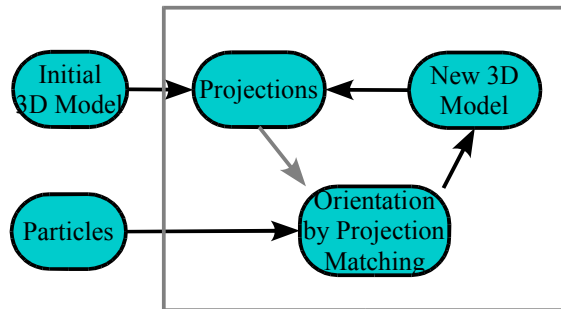 Initial
3D Model
Projections
New 3D
Model
Particles
Orientation
by Projection
Matching